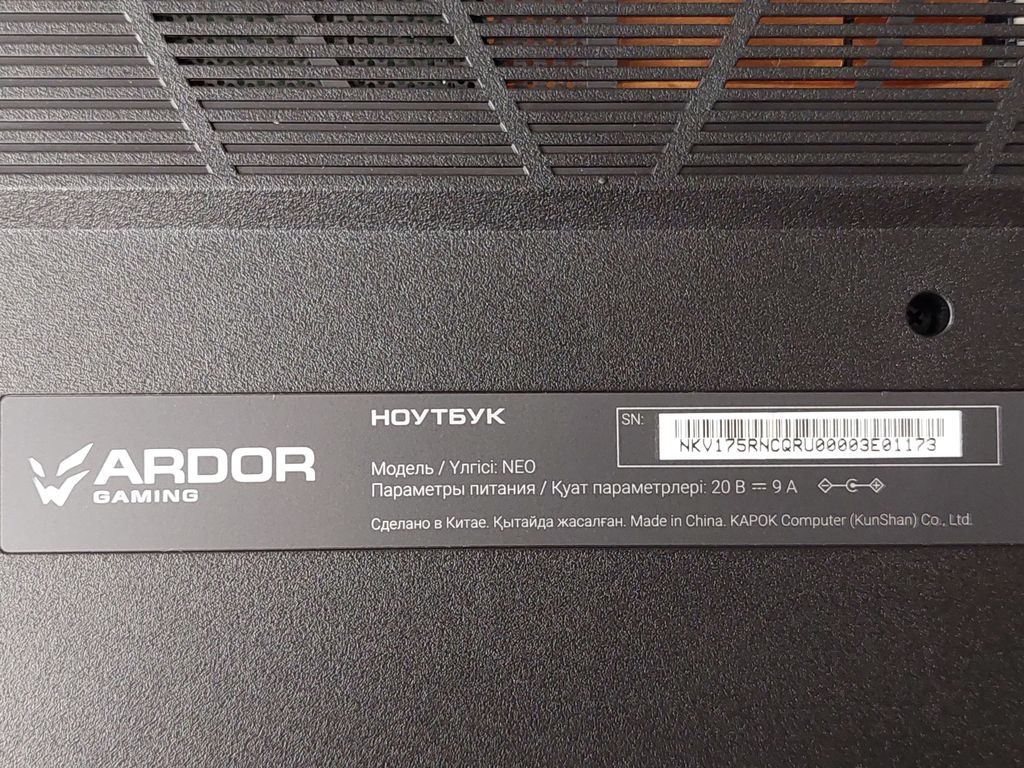 ARDOR
GAMING
НОУТБУК
Модель / Үлгісі: NEO
Параметры питания / Қуат параметрлері: 20 В ⎓ 9 А
Сделано в Китае. Қытайда жасалған. Made in China. KAPOK Computer (KunShan) Co., Ltd.
SN:
NKV175RNCQRU00003E01173